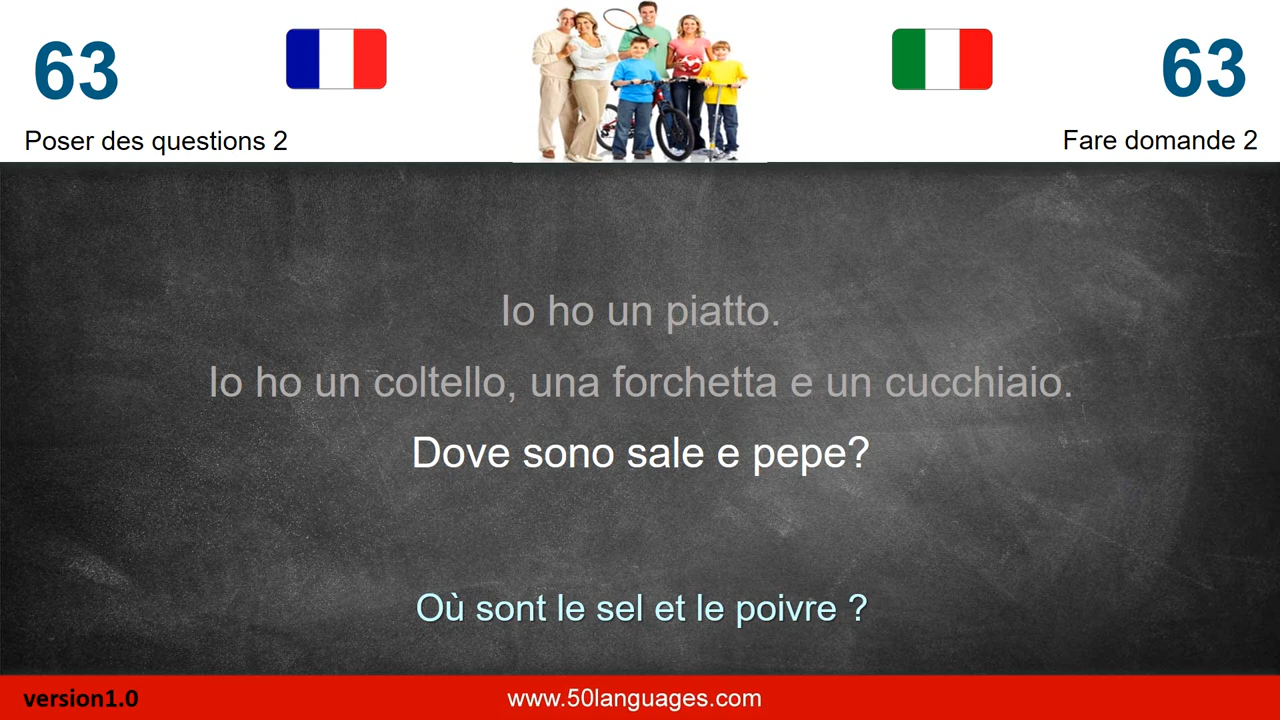 63
63
Poser des questions 2
Fare domande 2
Io ho un piatto.
Io ho un coltello, una forchetta e un cucchiaio.
Dove sono sale e pepe?
Où sont le sel et le poivre ?
version1.0
www.50languages.com